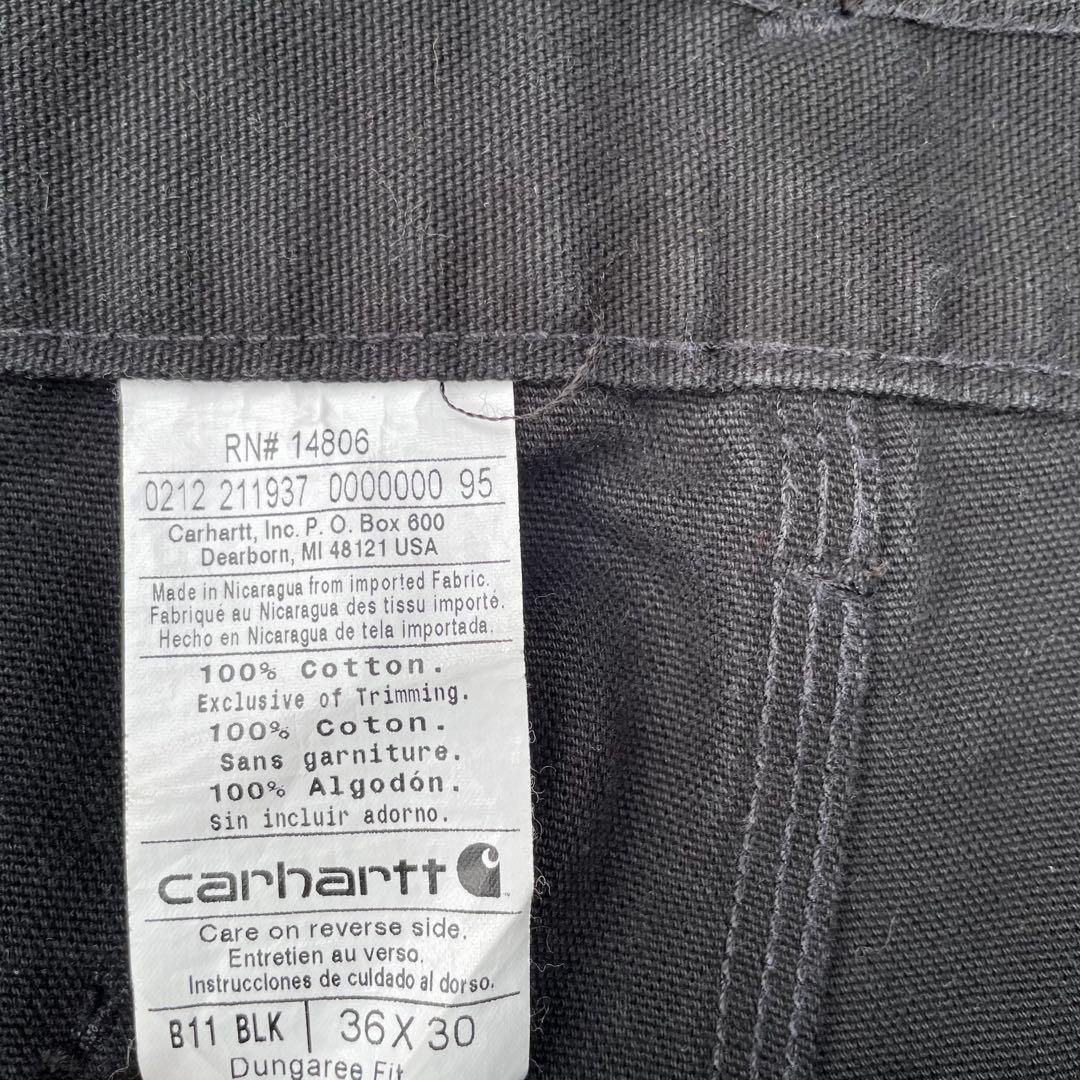 RN# 14806
0212 211937 0000000 95
Carhartt, Inc. P. O. Box 600
Dearborn, MI 48121 USA
Made in Nicaragua from imported Fabric.
Fabriqué au Nicaragua des tissu importé.
Hecho en Nicaragua de tela importada.
100% Cotton.
Exclusive of Trimming.
100% Coton.
Sans garniture.
100% Algodón.
Sin incluir adorno.
carhartt
Care on reverse side.
Entretien au verso.
Instrucciones de cuidado al dorso.
B11 BLK | 36 X 30
Dungaree Fit